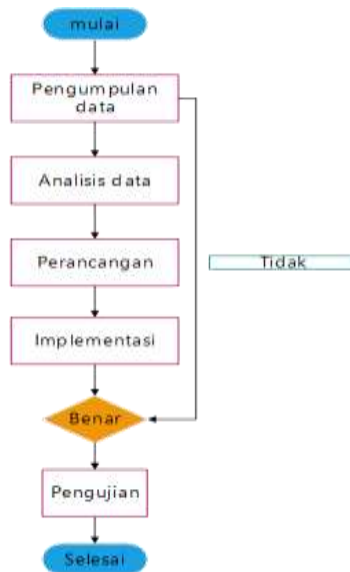 mulai
Pengumpulan
data
Analisis data
Perancangan
Tidak
Implementasi
Benar
Pengujian
Selesai